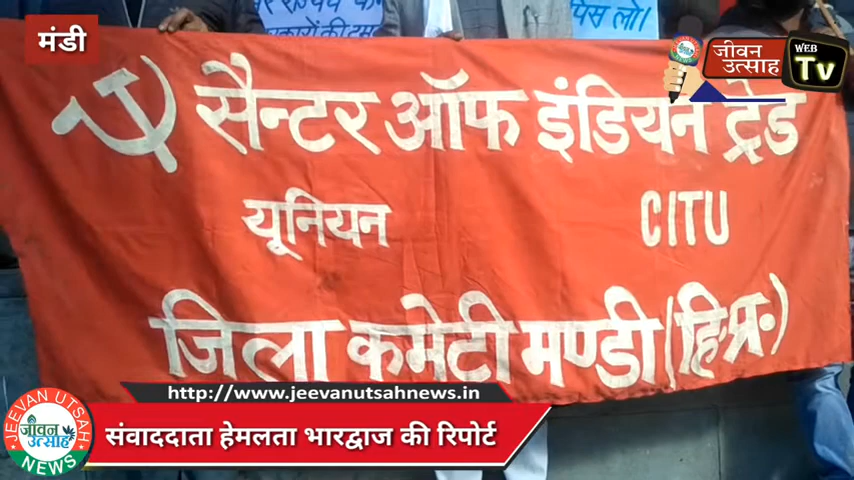 मंडी
पिस लो।
जीवन
उत्साह
WEB
Tv
सैन्टर ऑफ इंडियन ट्रेड
यूनियन CITU
जिला कमेटी मण्डी (हि.प्र.)
http://www.jeevanutsahnews.in
संवाददाता हेमलता भारद्वाज की रिपोर्ट
JEEVAN UTSAH
जीवन
उत्साह
NEWS